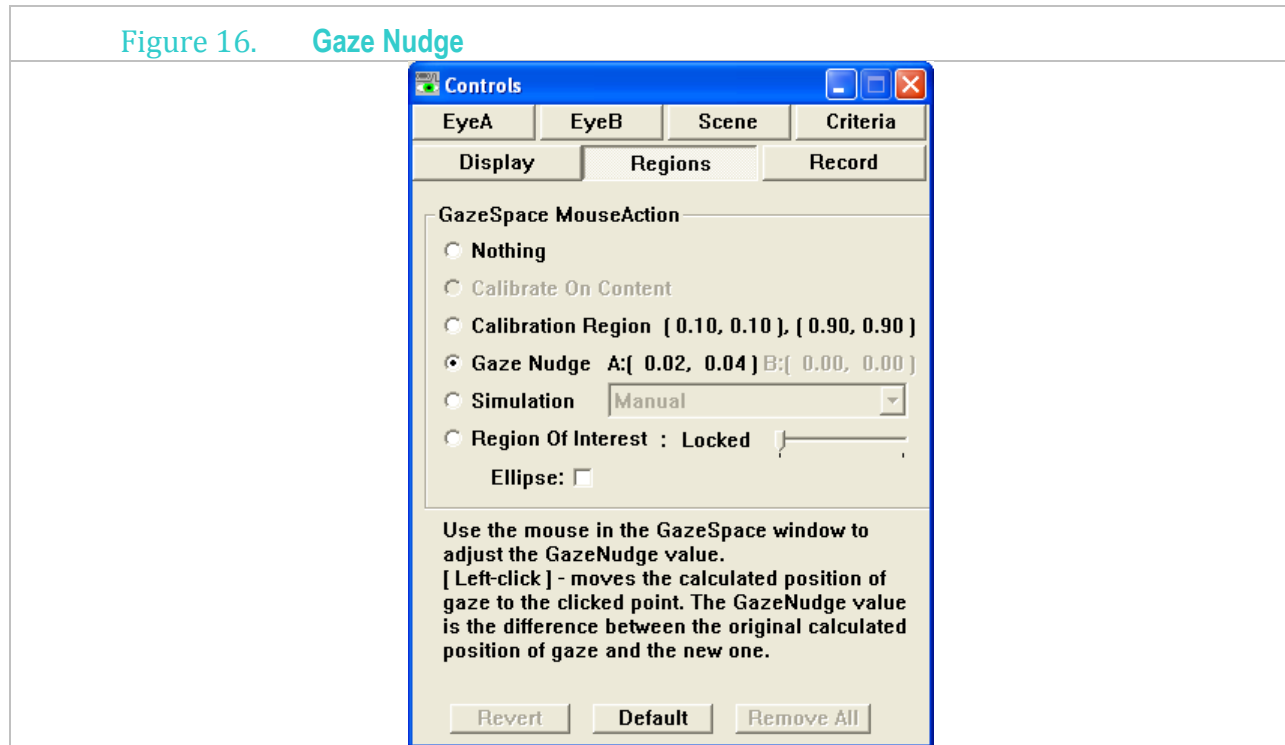 Figure 16. Gaze Nudge
Controls
EyeA EyeB Scene Criteria
Display Regions Record
GazeSpace MouseAction
Nothing
Calibrate On Content
Calibration Region ( 0.10, 0.10 ), ( 0.90, 0.90 )
Gaze Nudge A:( 0.02, 0.04 ) B:( 0.00, 0.00 )
Simulation Manual
Region Of Interest : Locked
Ellipse:
Use the mouse in the GazeSpace window to
adjust the GazeNudge value.
[ Left-click ] - moves the calculated position of
gaze to the clicked point. The GazeNudge value
is the difference between the original calculated
position of gaze and the new one.
Revert Default Remove All